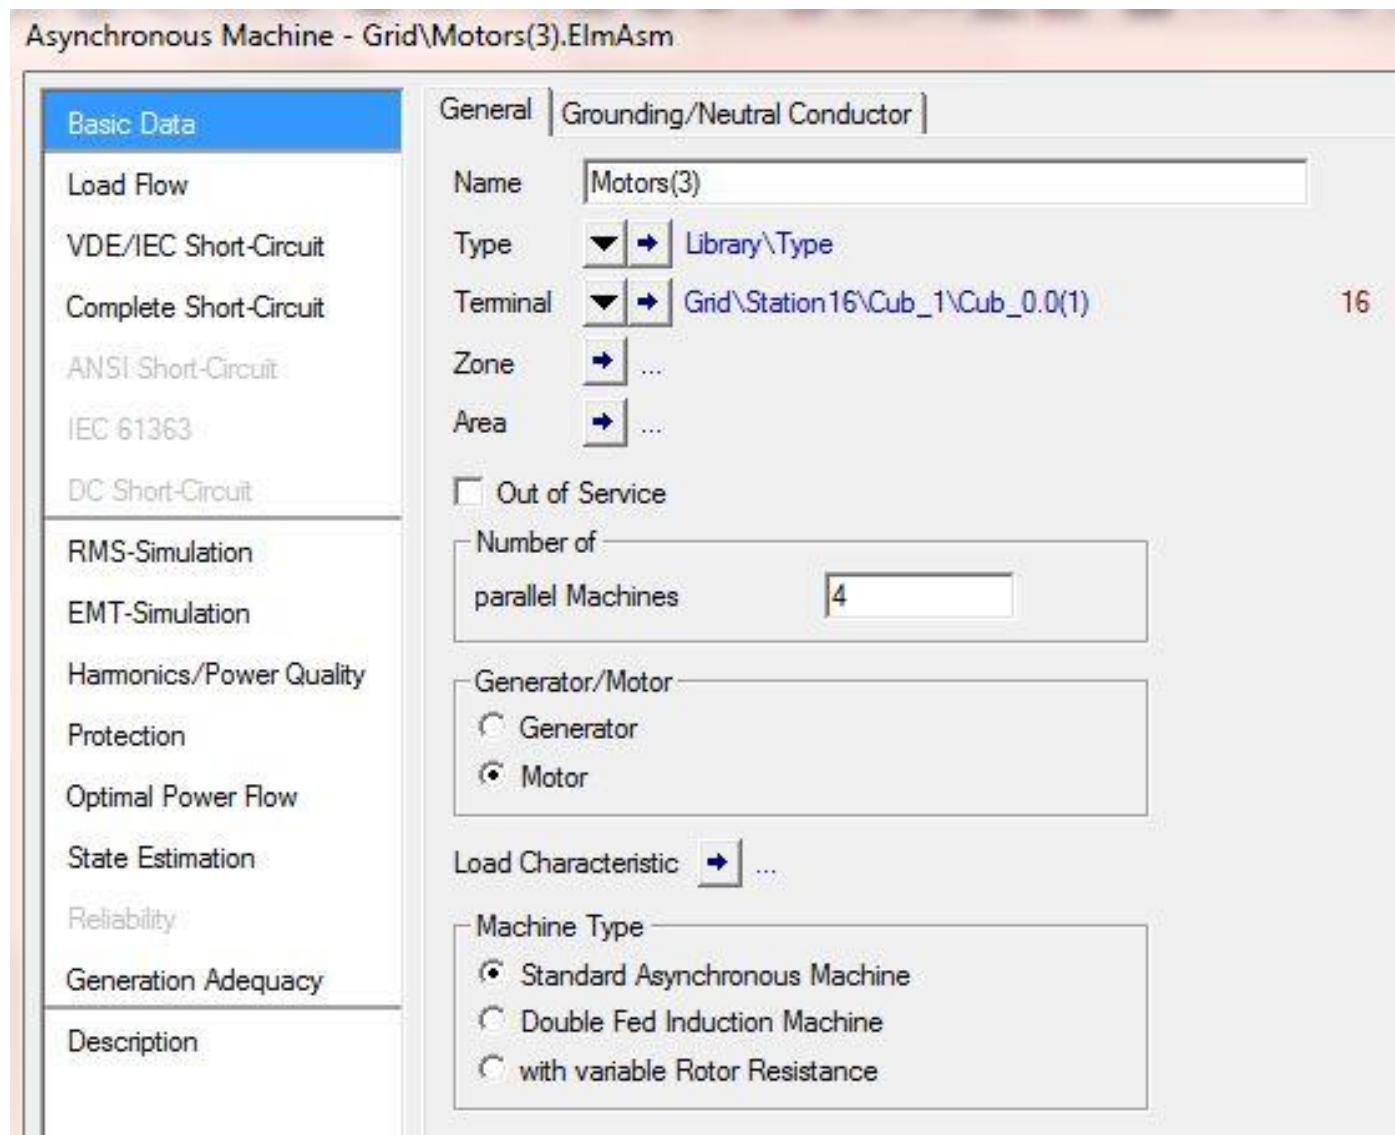 Asynchronous Machine - Grid\Motors(3).ElmAsm
Basic Data
Load Flow
VDE/IEC Short-Circuit
Complete Short-Circuit
ANSI Short-Circuit
IEC 61363
DC Short-Circuit
RMS-Simulation
EMT-Simulation
Harmonics/Power Quality
Protection
Optimal Power Flow
State Estimation
Reliability
Generation Adequacy
Description
General
Grounding/Neutral Conductor
Name Motors(3)
Type Library\Type
Terminal Grid\Station16\Cub_1\Cub_0.0(1) 16
Zone ...
Area ...
Out of Service
Number of
parallel Machines 4
Generator/Motor
Generator
Motor
Load Characteristic ...
Machine Type
Standard Asynchronous Machine
Double Fed Induction Machine
with variable Rotor Resistance